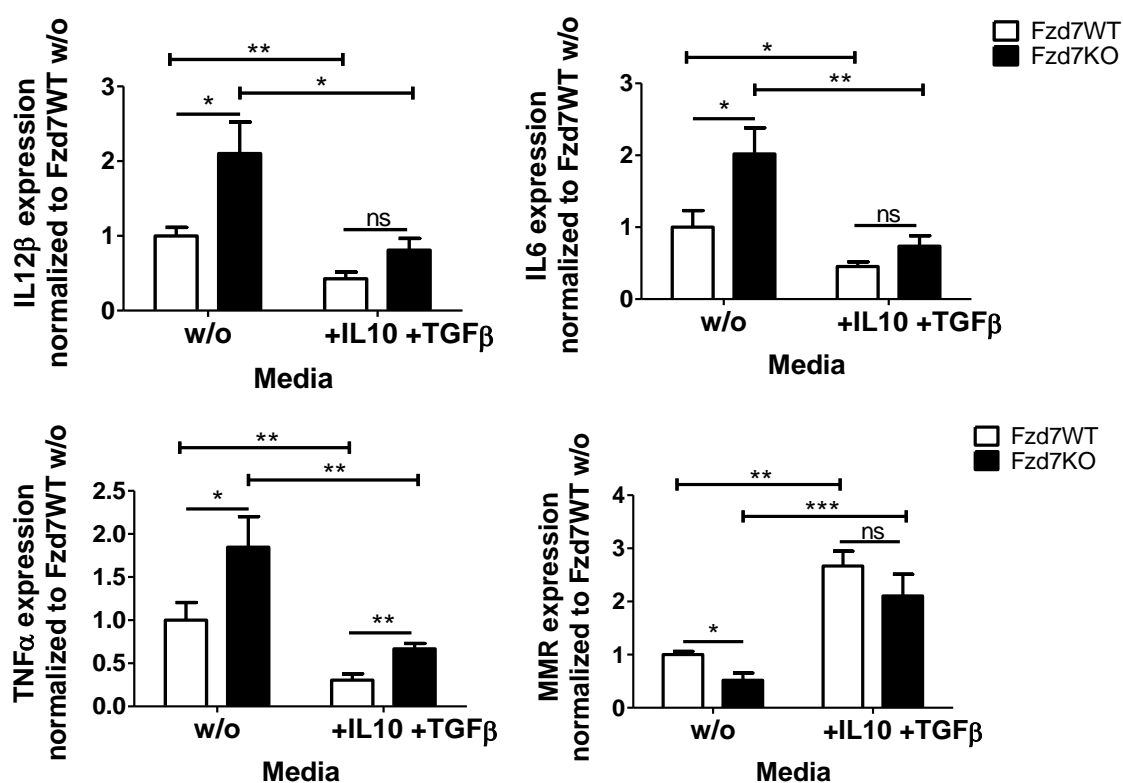 Fzd7WT
Fzd7KO
IL12β expression
normalized to Fzd7WT w/o
3
2
1
0
**
*
*
ns
w/o
+IL10 +TGFβ
Media
IL6 expression
normalized to Fzd7WT w/o
3
2
1
0
*
**
*
ns
w/o
+IL10 +TGFβ
Media
Fzd7WT
Fzd7KO
TNFα expression
normalized to Fzd7WT w/o
2.5
2.0
1.5
1.0
0.5
0.0
**
**
*
**
w/o
+IL10 +TGFβ
Media
MMR expression
normalized to Fzd7WT w/o
4
3
2
1
0
**
***
ns
*
w/o
+IL10 +TGFβ
Media